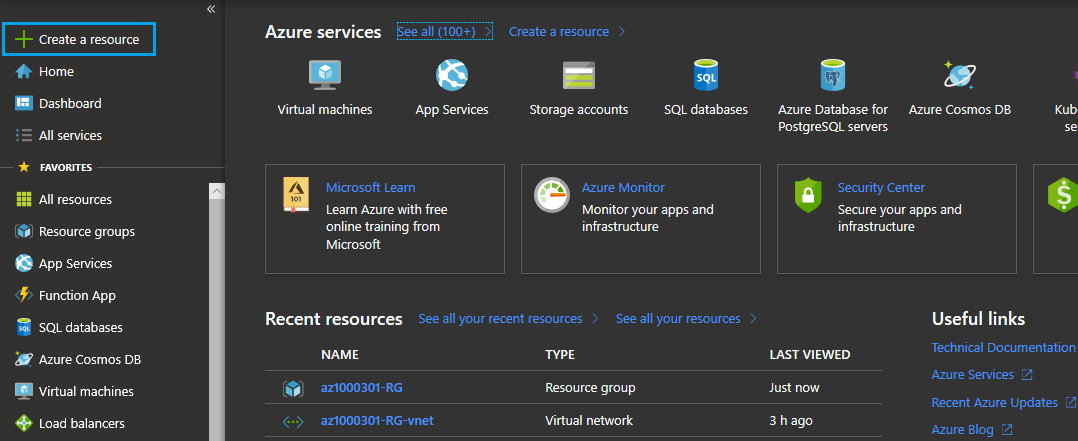 «
Create a resource
Home
Dashboard
All services
FAVORITES
All resources
Resource groups
App Services
Function App
SQL databases
Azure Cosmos DB
Virtual machines
Load balancers
Azure services See all (100+) > Create a resource >
Virtual machines
App Services
Storage accounts
SQL
SQL databases
Azure Database for
PostgreSQL servers
Azure Cosmos DB
Kub
se
101
Microsoft Learn
Learn Azure with free
online training from
Microsoft
Azure Monitor
Monitor your apps and
infrastructure
Security Center
Secure your apps and
infrastructure
$
Recent resources See all your recent resources > See all your resources >
NAME TYPE LAST VIEWED
az1000301-RG Resource group Just now
az1000301-RG-vnet Virtual network 3 h ago
Useful links
Technical Documentation
Azure Services
Recent Azure Updates
Azure Blog